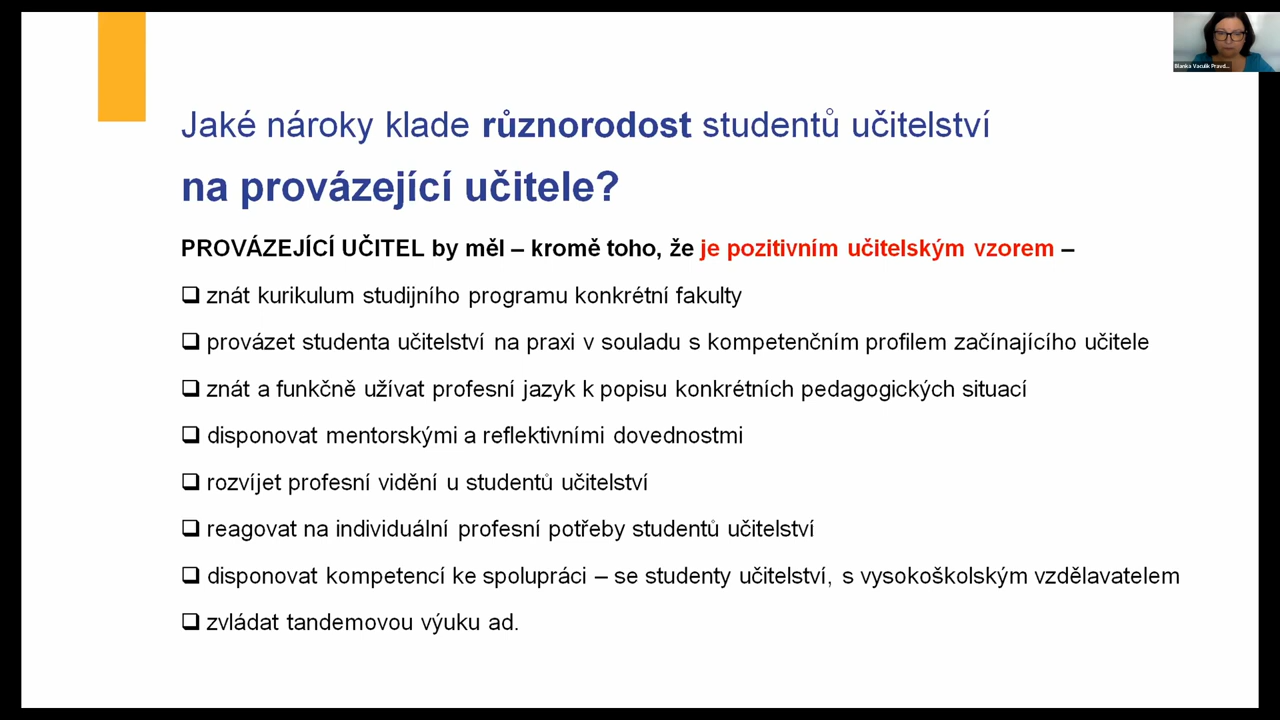 Blanka Vaculík Pravd...
Jaké nároky klade různorodost studentů učitelství
na provázející učitele?
PROVÁZEJÍCÍ UČITEL by měl – kromě toho, že je pozitivním učitelským vzorem –
❑ znát kurikulum studijního programu konkrétní fakulty
❑ provázet studenta učitelství na praxi v souladu s kompetenčním profilem začínajícího učitele
❑ znát a funkčně užívat profesní jazyk k popisu konkrétních pedagogických situací
❑ disponovat mentorskými a reflektivními dovednostmi
❑ rozvíjet profesní vidění u studentů učitelství
❑ reagovat na individuální profesní potřeby studentů učitelství
❑ disponovat kompetencí ke spolupráci – se studenty učitelství, s vysokoškolským vzdělavatelem
❑ zvládat tandemovou výuku ad.